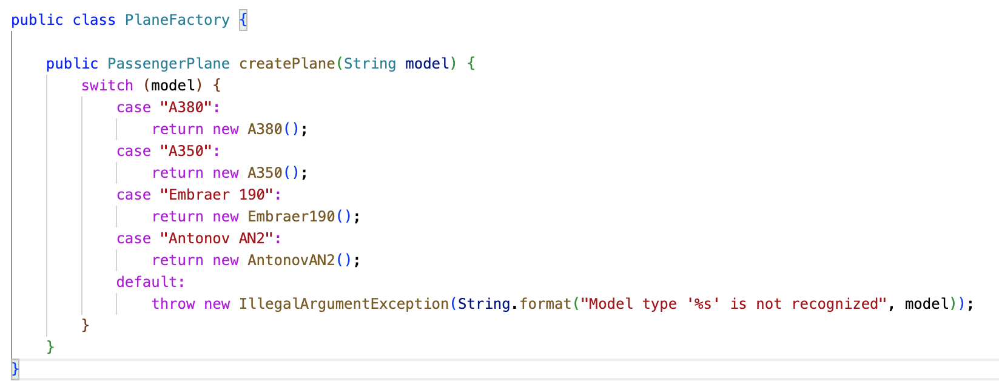 public class PlaneFactory {
public PassengerPlane createPlane(String model) {
switch (model) {
case "A380":
return new A380();
case "A350":
return new A350();
case "Embraer 190":
return new Embraer190();
case "Antonov AN2":
return new AntonovAN2();
default:
throw new IllegalArgumentException(String.format("Model type '%s' is not recognized", model));
}
}
}